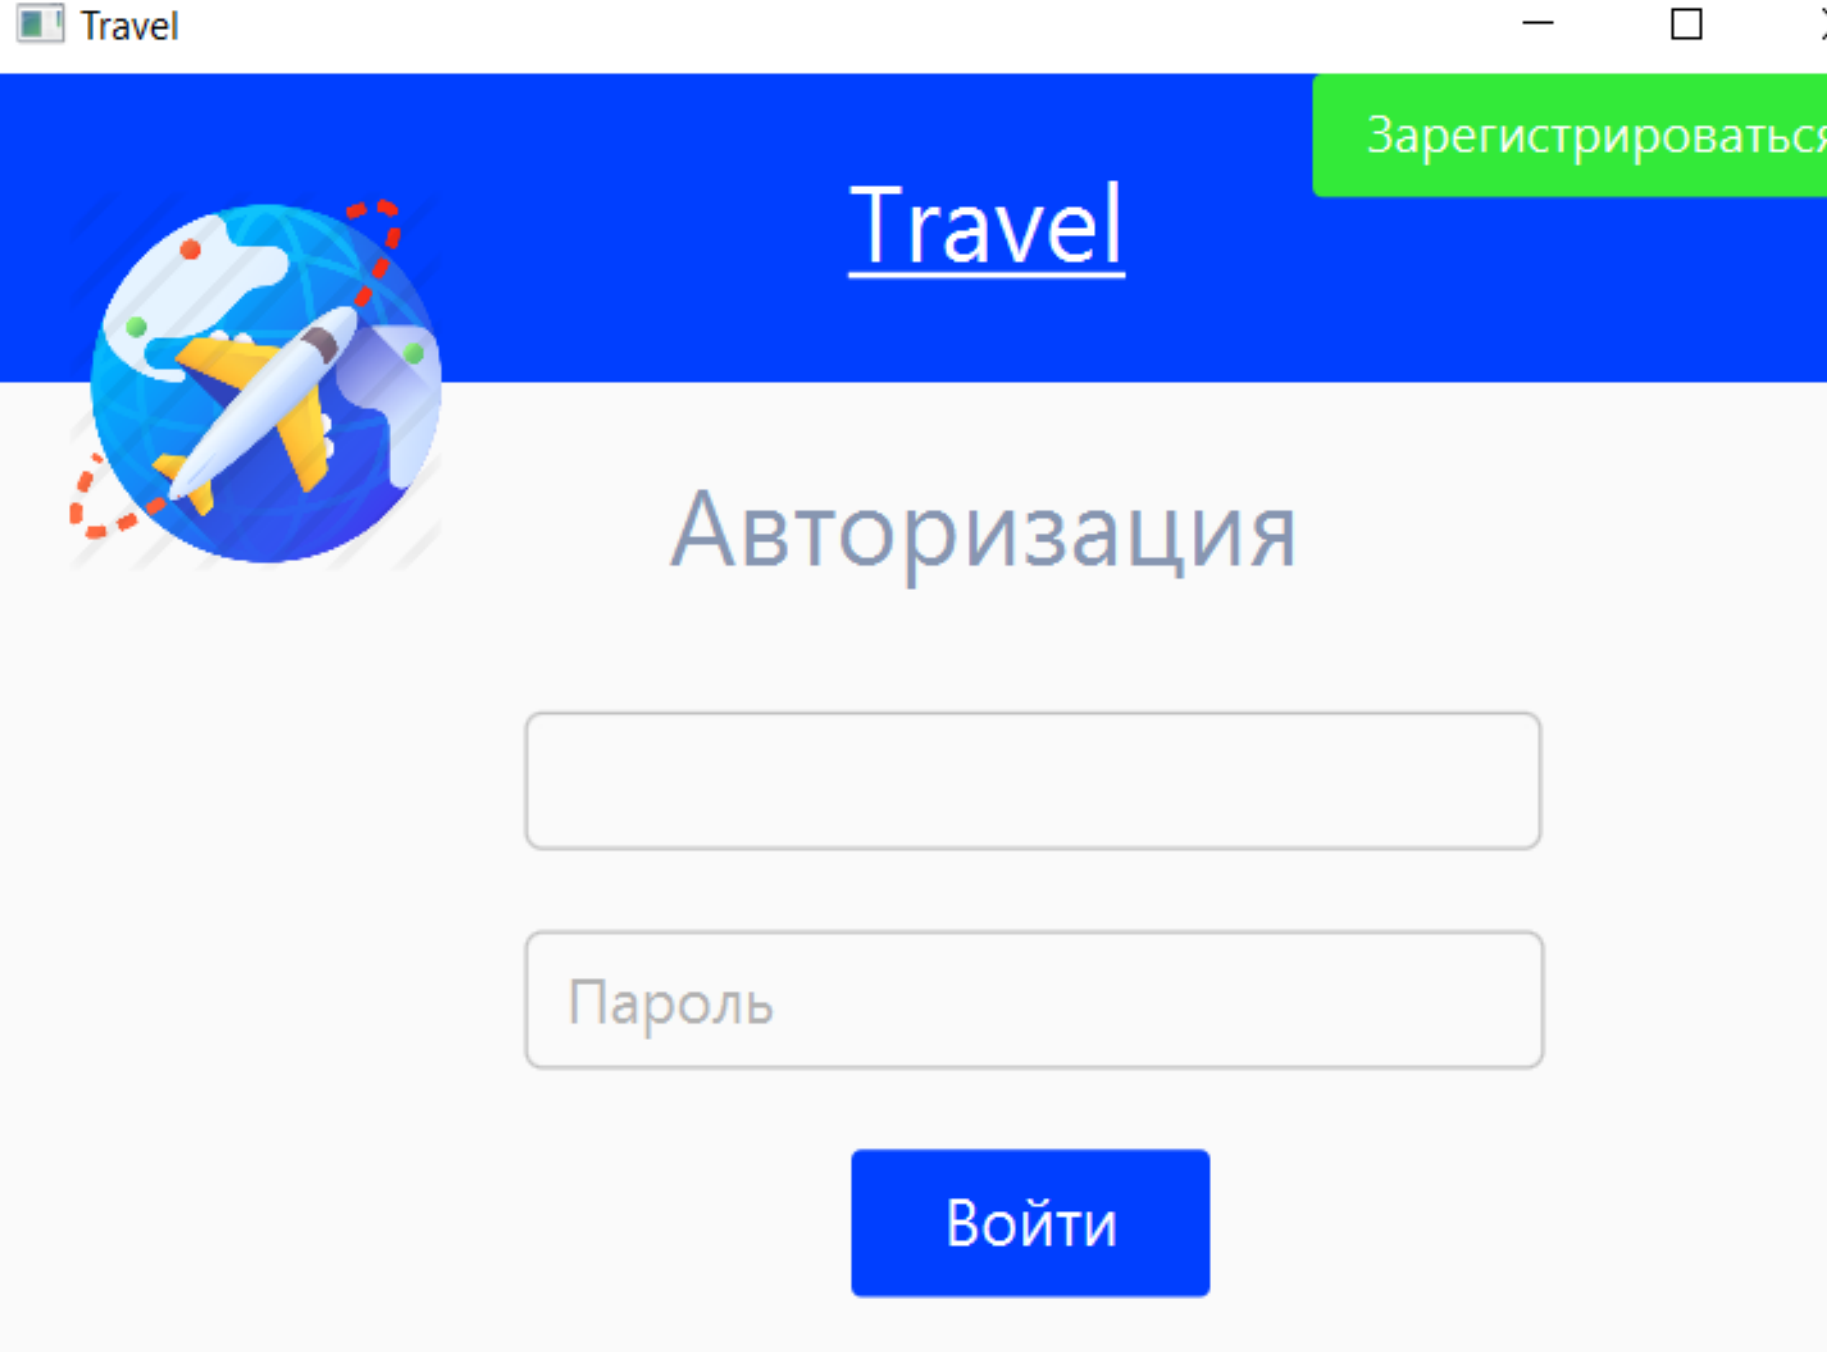 Travel
Зарегистрироваться
Travel
Авторизация
Пароль
Войти